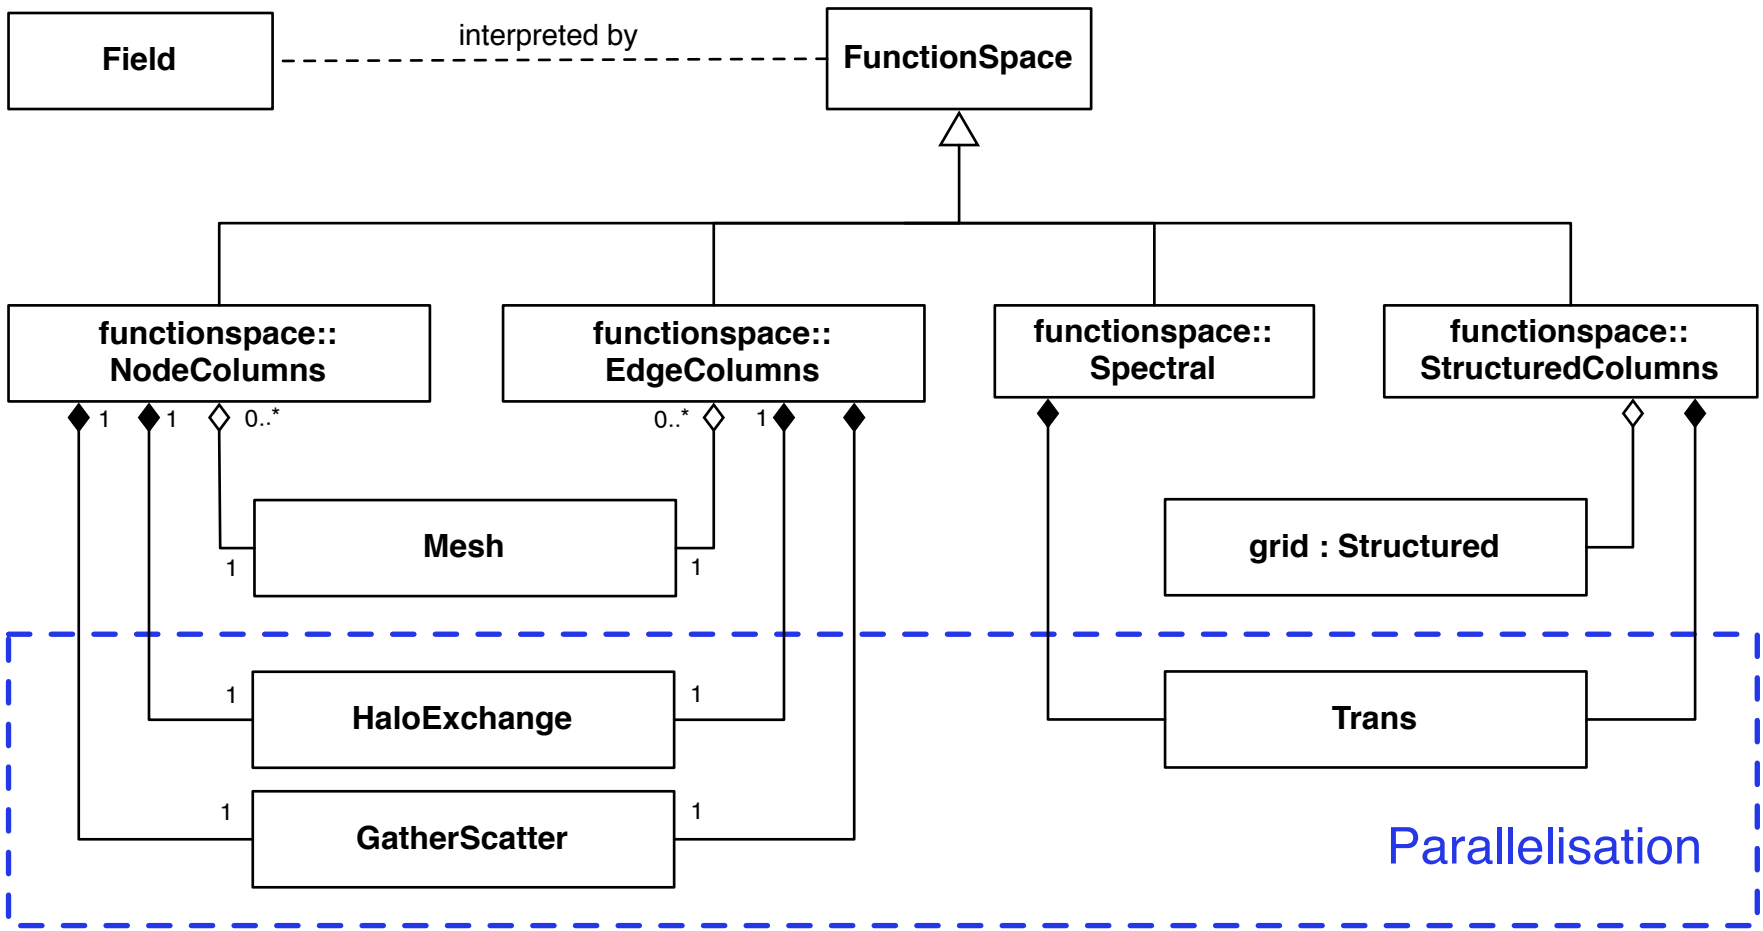 Field
interpreted by
FunctionSpace
functionspace::
NodeColumns
functionspace::
EdgeColumns
functionspace::
Spectral
functionspace::
StructuredColumns
1
1
0..*
0..*
1
Mesh
1
1
grid : Structured
HaloExchange
1
1
Trans
GatherScatter
1
1
Parallelisation